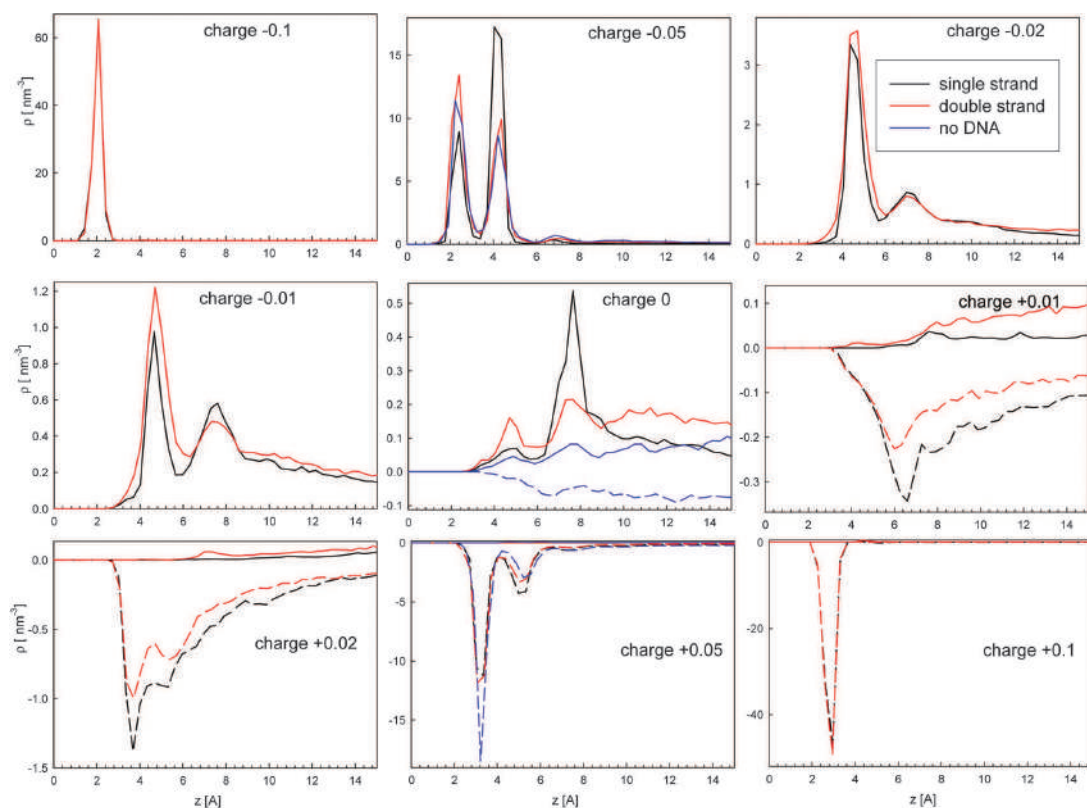 charge -0.1
60
40
20
0
ρ [ nm⁻³]
0 2 4 6 8 10 12 14
charge -0.05
15
10
5
0
0 2 4 6 8 10 12 14
charge -0.02
single strand
double strand
no DNA
3
2
1
0
0 2 4 6 8 10 12 14
charge -0.01
1.2
1.0
0.8
0.6
0.4
0.2
0.0
ρ [ nm⁻³]
0 2 4 6 8 10 12 14
charge 0
0.5
0.4
0.3
0.2
0.1
0.0
-0.1
0 2 4 6 8 10 12 14
charge +0.01
0.1
0.0
-0.1
-0.2
-0.3
0 2 4 6 8 10 12 14
0.0
-0.5
-1.0
-1.5
charge +0.02
ρ [ nm⁻³]
0 2 4 6 8 10 12 14
z [A]
0
-5
-10
-15
charge +0.05
0 2 4 6 8 10 12 14
z [A]
0
-20
-40
charge +0.1
0 2 4 6 8 10 12 14
z [A]